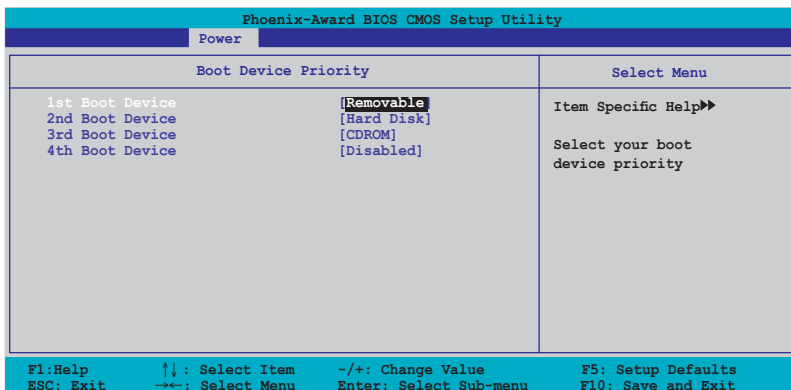 Phoenix-Award BIOS CMOS Setup Utility
Power
Boot Device Priority
Select Menu
1st Boot Device [Removable]
2nd Boot Device [Hard Disk]
3rd Boot Device [CDROM]
4th Boot Device [Disabled]
Item Specific Help▶▶
Select your boot
device priority
F1:Help ↑↓ : Select Item -/+: Change Value F5: Setup Defaults
ESC: Exit →←: Select Menu Enter: Select Sub-menu F10: Save and Exit